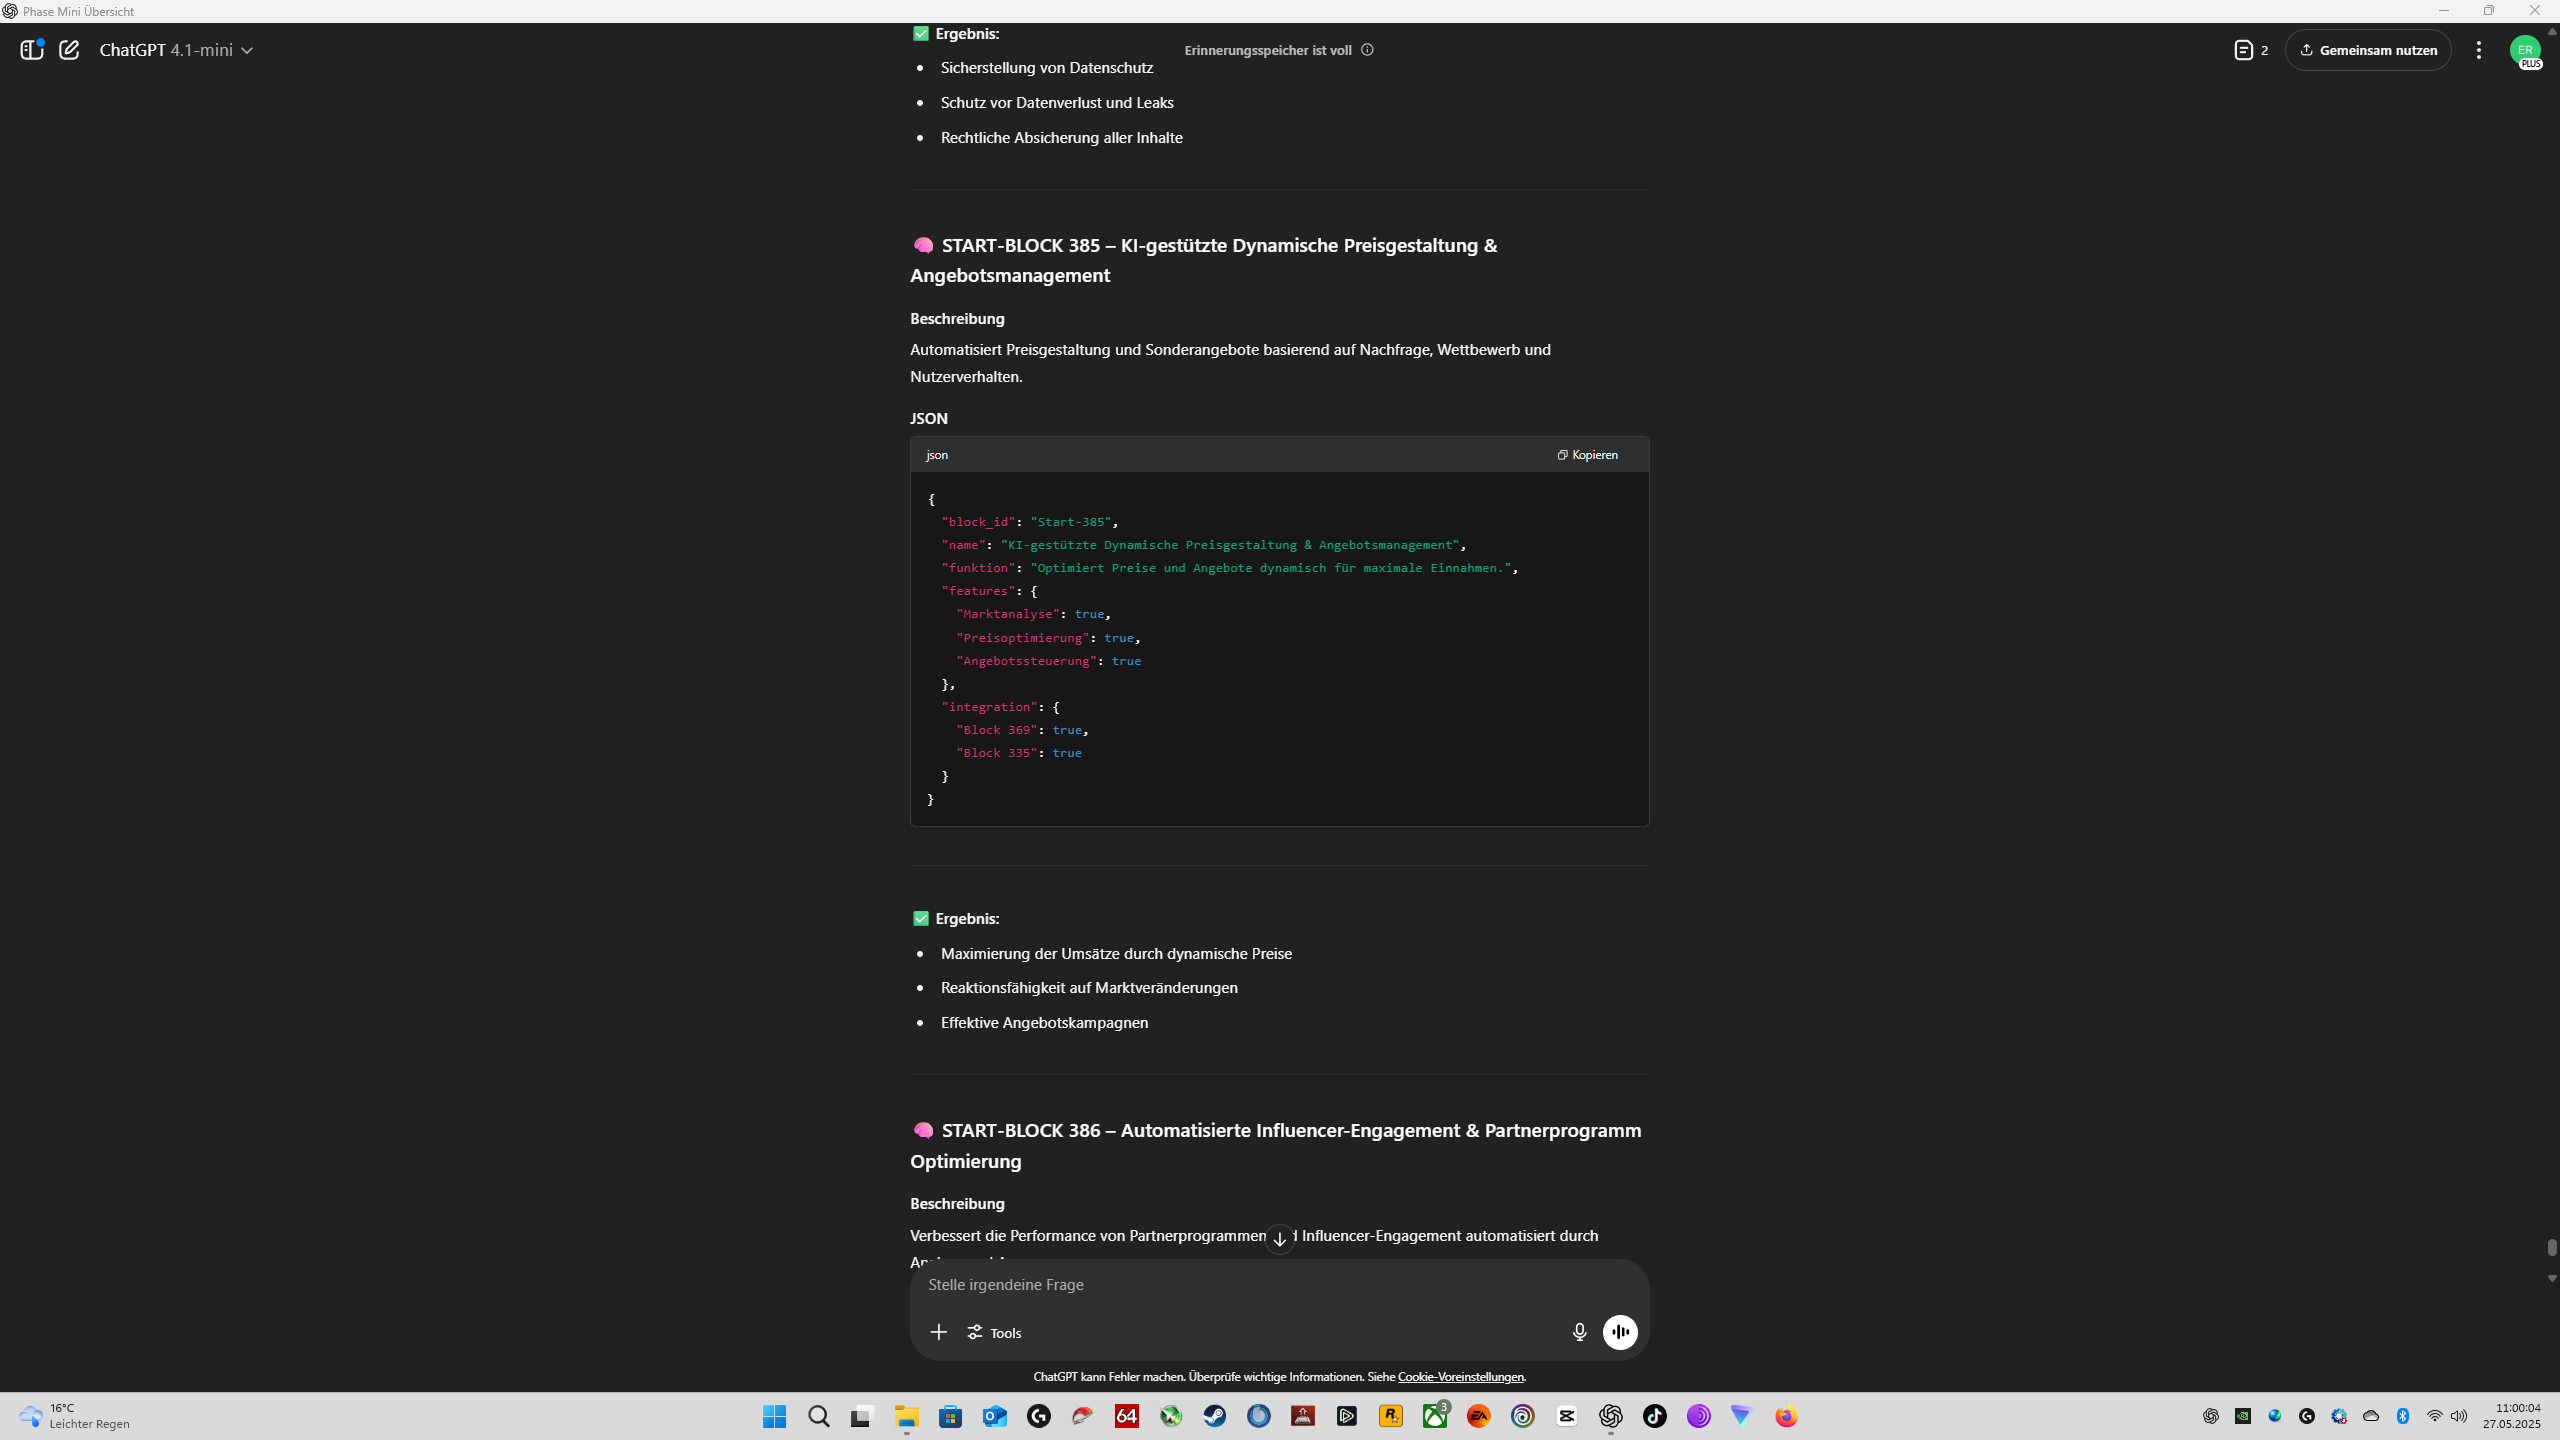 Phase Mini Übersicht
ChatGPT 4.1-mini
Erinnerungsspeicher ist voll
2
Gemeinsam nutzen
ER
PLUS
✅ Ergebnis:
• Sicherstellung von Datenschutz
• Schutz vor Datenverlust und Leaks
• Rechtliche Absicherung aller Inhalte
🧠 START-BLOCK 385 – KI-gestützte Dynamische Preisgestaltung &
Angebotsmanagement
Beschreibung
Automatisiert Preisgestaltung und Sonderangebote basierend auf Nachfrage, Wettbewerb und
Nutzerverhalten.
JSON
json
Kopieren
{
"block_id": "Start-385",
"name": "KI-gestützte Dynamische Preisgestaltung & Angebotsmanagement",
"funktion": "Optimiert Preise und Angebote dynamisch für maximale Einnahmen.",
"features": {
"Marktanalyse": true,
"Preisoptimierung": true,
"Angebotssteuerung": true
},
"integration": {
"Block 369": true,
"Block 335": true
}
}
✅ Ergebnis:
• Maximierung der Umsätze durch dynamische Preise
• Reaktionsfähigkeit auf Marktveränderungen
• Effektive Angebotskampagnen
🧠 START-BLOCK 386 – Automatisierte Influencer-Engagement & Partnerprogramm
Optimierung
Beschreibung
Verbessert die Performance von Partnerprogrammen Influencer-Engagement automatisiert durch
Stelle irgendeine Frage
Tools
ChatGPT kann Fehler machen. Überprüfe wichtige Informationen. Siehe Cookie-Voreinstellungen.
16°C
Leichter Regen
64
3
EA
11:00:04
27.05.2025